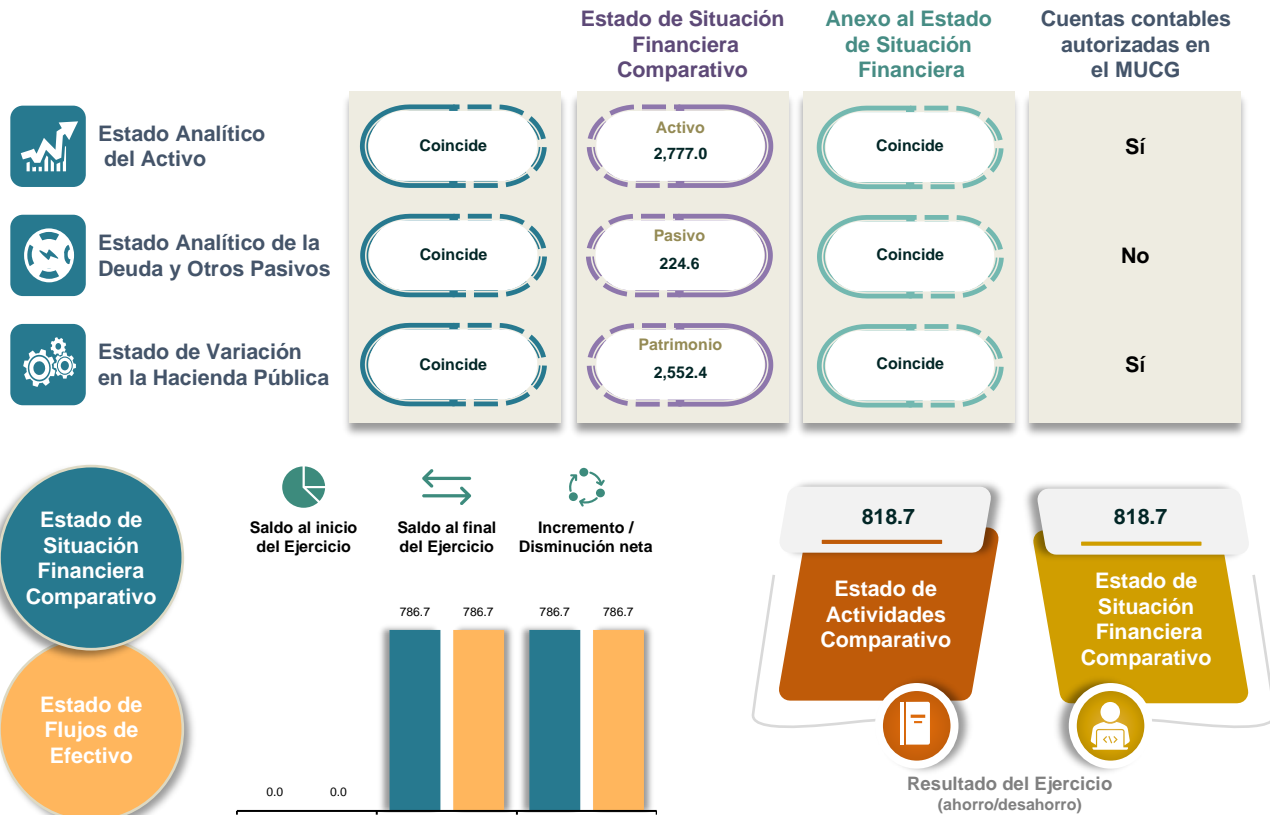 Estado de Situación
Financiera
Comparativo
Anexo al Estado
de Situación
Financiera
Cuentas contables
autorizadas en
el MUCG
Estado Analítico
del Activo
Coincide
Activo
2,777.0
Coincide
Sí
Estado Analítico de la
Deuda y Otros Pasivos
Coincide
Pasivo
224.6
Coincide
No
Estado de Variación
en la Hacienda Pública
Coincide
Patrimonio
2,552.4
Coincide
Sí
Estado de
Situación
Financiera
Comparativo
Estado de
Flujos de
Efectivo
Saldo al inicio
del Ejercicio
Saldo al final
del Ejercicio
Incremento /
Disminución neta
0.0 0.0 786.7 786.7 786.7 786.7
818.7
Estado de
Actividades
Comparativo
818.7
Estado de
Situación
Financiera
Comparativo
Resultado del Ejercicio
(ahorro/desahorro)